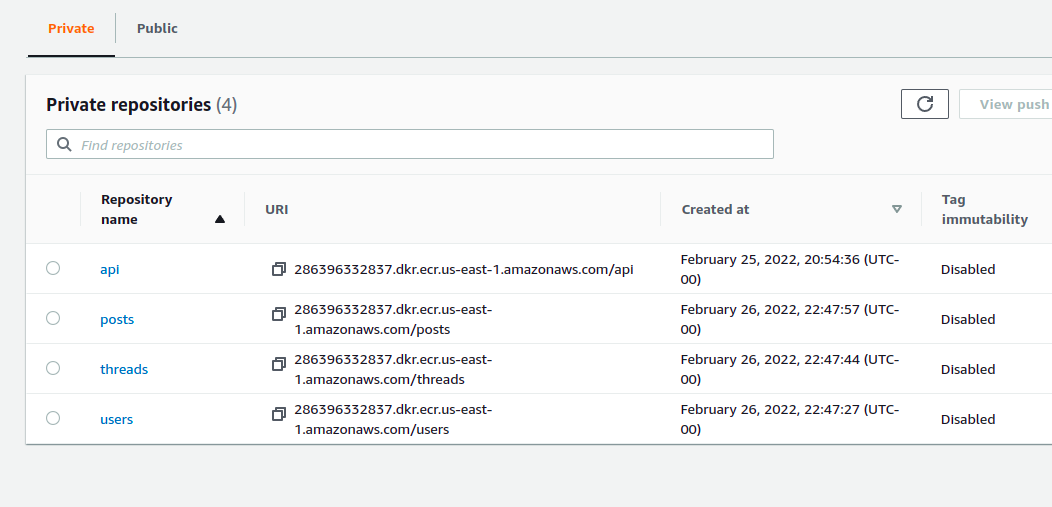 Private Public
Private repositories (4)
View push
Find repositories
Repository name URI Created at Tag immutability
api 286396332837.dkr.ecr.us-east-1.amazonaws.com/api February 25, 2022, 20:54:36 (UTC-00) Disabled
posts 286396332837.dkr.ecr.us-east-1.amazonaws.com/posts February 26, 2022, 22:47:57 (UTC-00) Disabled
threads 286396332837.dkr.ecr.us-east-1.amazonaws.com/threads February 26, 2022, 22:47:44 (UTC-00) Disabled
users 286396332837.dkr.ecr.us-east-1.amazonaws.com/users February 26, 2022, 22:47:27 (UTC-00) Disabled